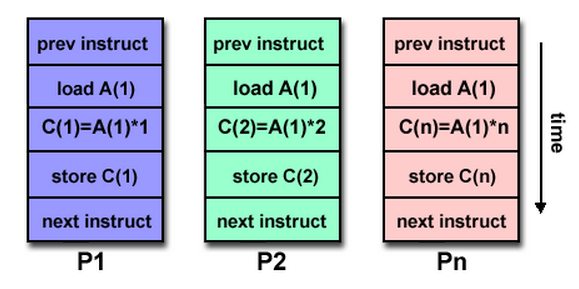 prev instruct
load A(1)
C(1)=A(1)*1
store C(1)
next instruct
P1
prev instruct
load A(1)
C(2)=A(1)*2
store C(2)
next instruct
P2
prev instruct
load A(1)
C(n)=A(1)*n
store C(n)
next instruct
Pn
time